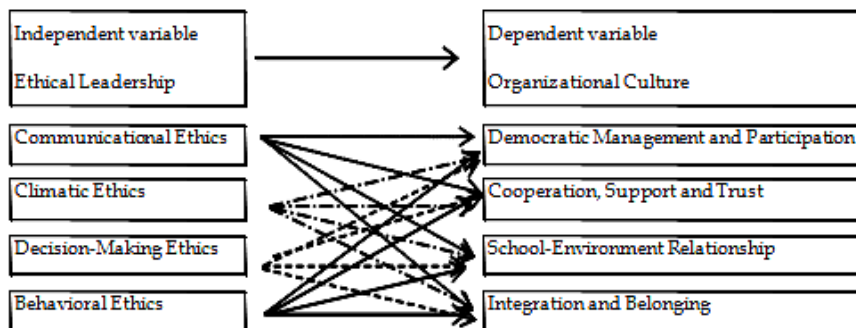 Independent variable
Ethical Leadership
Dependent variable
Organizational Culture
Communicational Ethics
Democratic Management and Participation
Climatic Ethics
Cooperation, Support and Trust
Decision-Making Ethics
School-Environment Relationship
Behavioral Ethics
Integration and Belonging